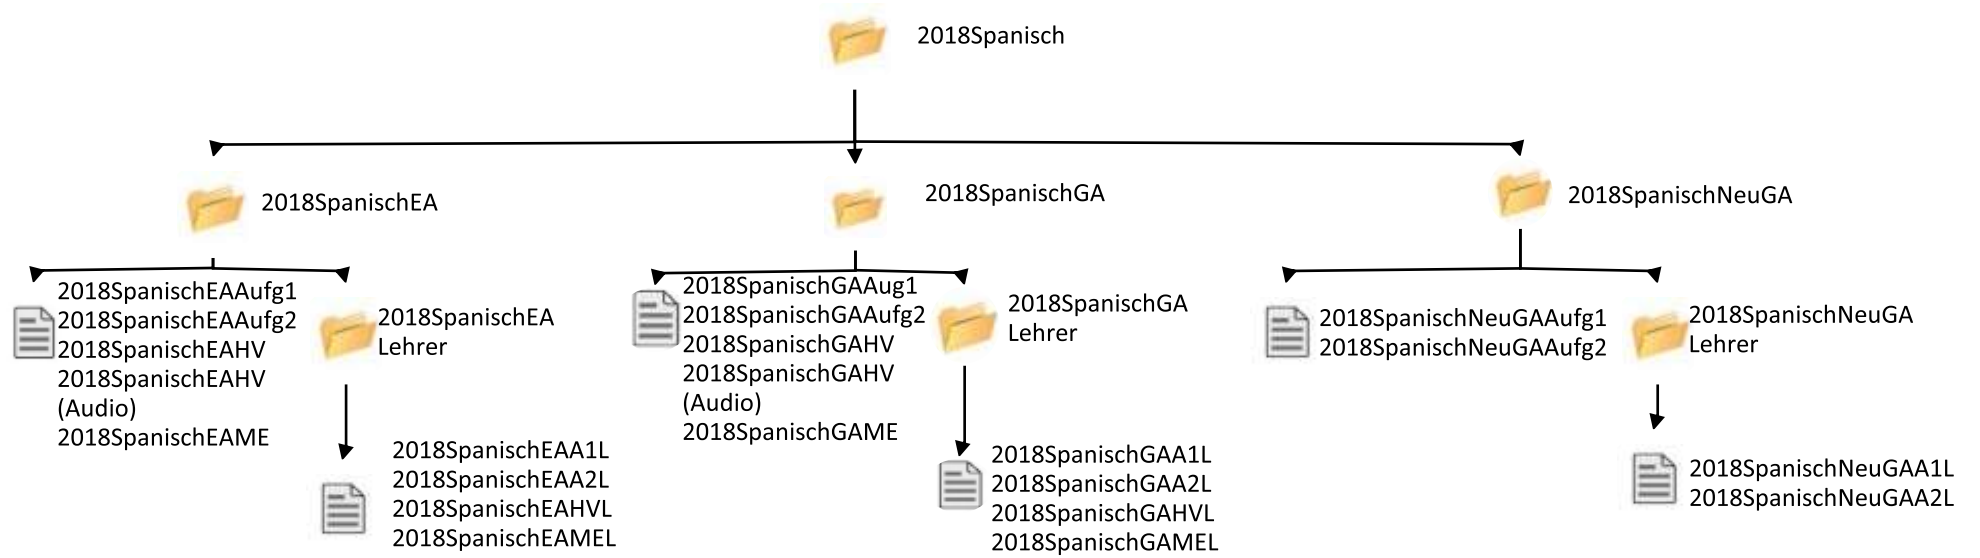 2018Spanisch
2018SpanischEA
2018SpanischGA
2018SpanischNeuGA
2018SpanischEAAufg1
2018SpanischEAAufg2
2018SpanischEAHV
2018SpanischEAHV
(Audio)
2018SpanischEAME
2018SpanischEA
Lehrer
2018SpanischEAA1L
2018SpanischEAA2L
2018SpanischEAHVL
2018SpanischEAMEL
2018SpanischGAAug1
2018SpanischGAAufg2
2018SpanischGAHV
2018SpanischGAHV
(Audio)
2018SpanischGAME
2018SpanischGA
Lehrer
2018SpanischGAA1L
2018SpanischGAA2L
2018SpanischGAHVL
2018SpanischGAMEL
2018SpanischNeuGAAufg1
2018SpanischNeuGAAufg2
2018SpanischNeuGA
Lehrer
2018SpanischNeuGAA1L
2018SpanischNeuGAA2L